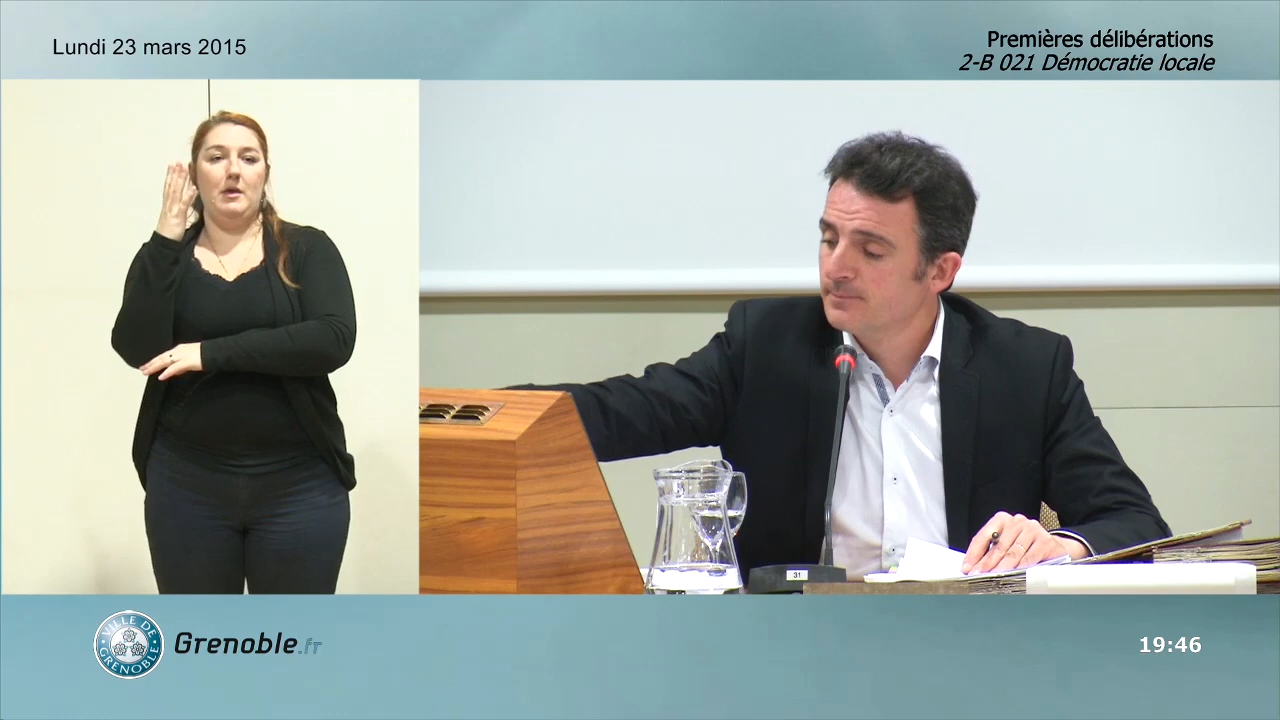 Lundi 23 mars 2015
Premières délibérations
2-B 021 Démocratie locale
31
VILLE DE
GRENOBLE
Grenoble.fr
19:46